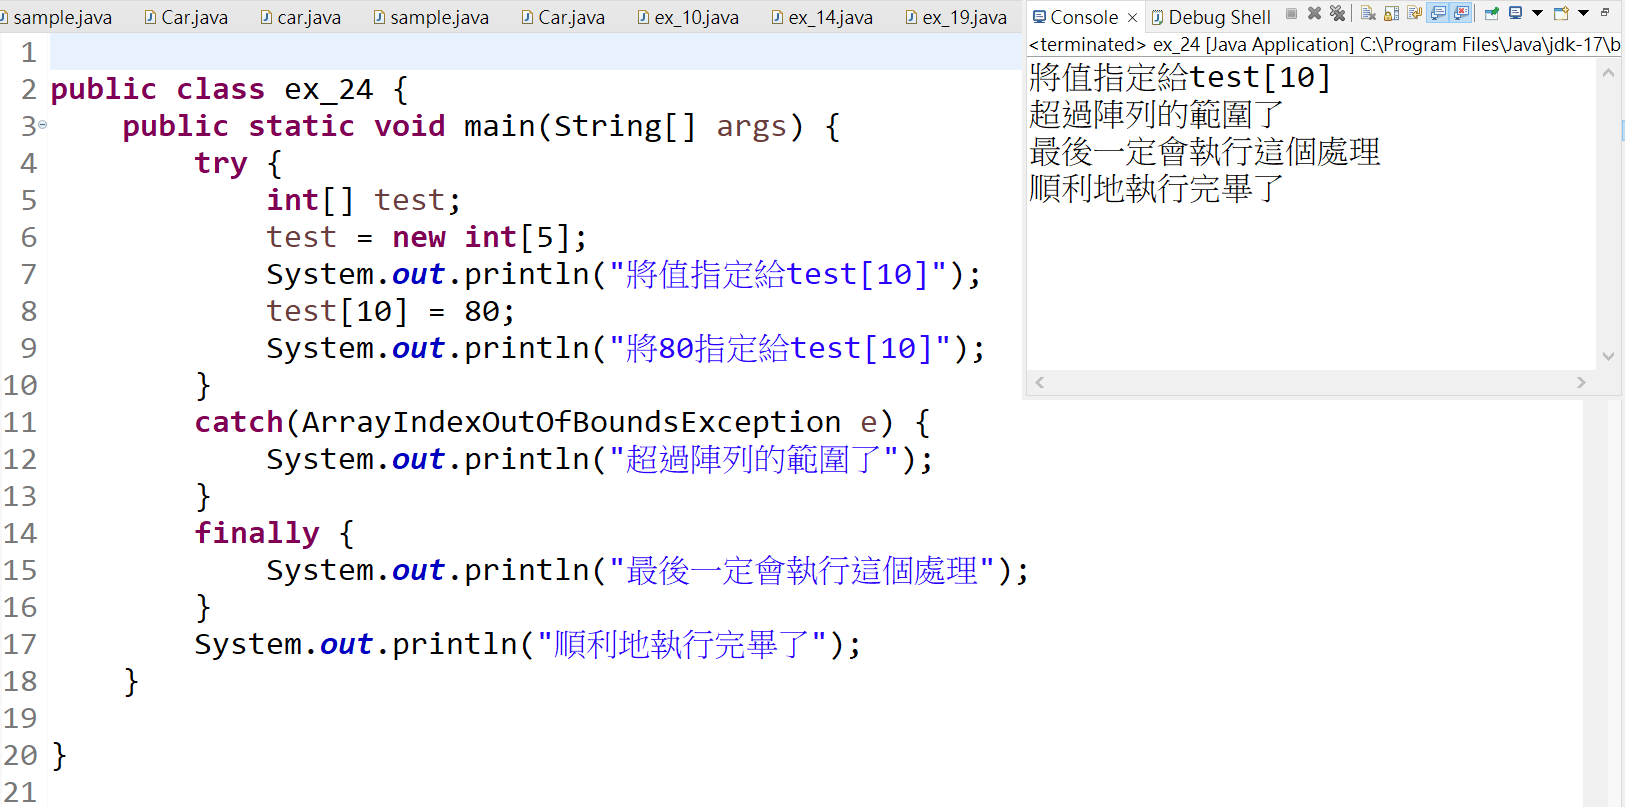 sample.java Car.java car.java sample.java Car.java ex_10.java ex_14.java ex_19.java
1
2 public class ex_24 {
3 public static void main(String[] args) {
4 try {
5 int[] test;
6 test = new int[5];
7 System.out.println("將值指定給test[10]");
8 test[10] = 80;
9 System.out.println("將80指定給test[10]");
10 }
11 catch(ArrayIndexOutOfBoundsException e) {
12 System.out.println("超過陣列的範圍了");
13 }
14 finally {
15 System.out.println("最後一定會執行這個處理");
16 }
17 System.out.println("順利地執行完畢了");
18 }
19
20 }
21
Console Debug Shell
<terminated> ex_24 [Java Application] C:\Program Files\Java\jdk-17\b
將值指定給test[10]
超過陣列的範圍了
最後一定會執行這個處理
順利地執行完畢了